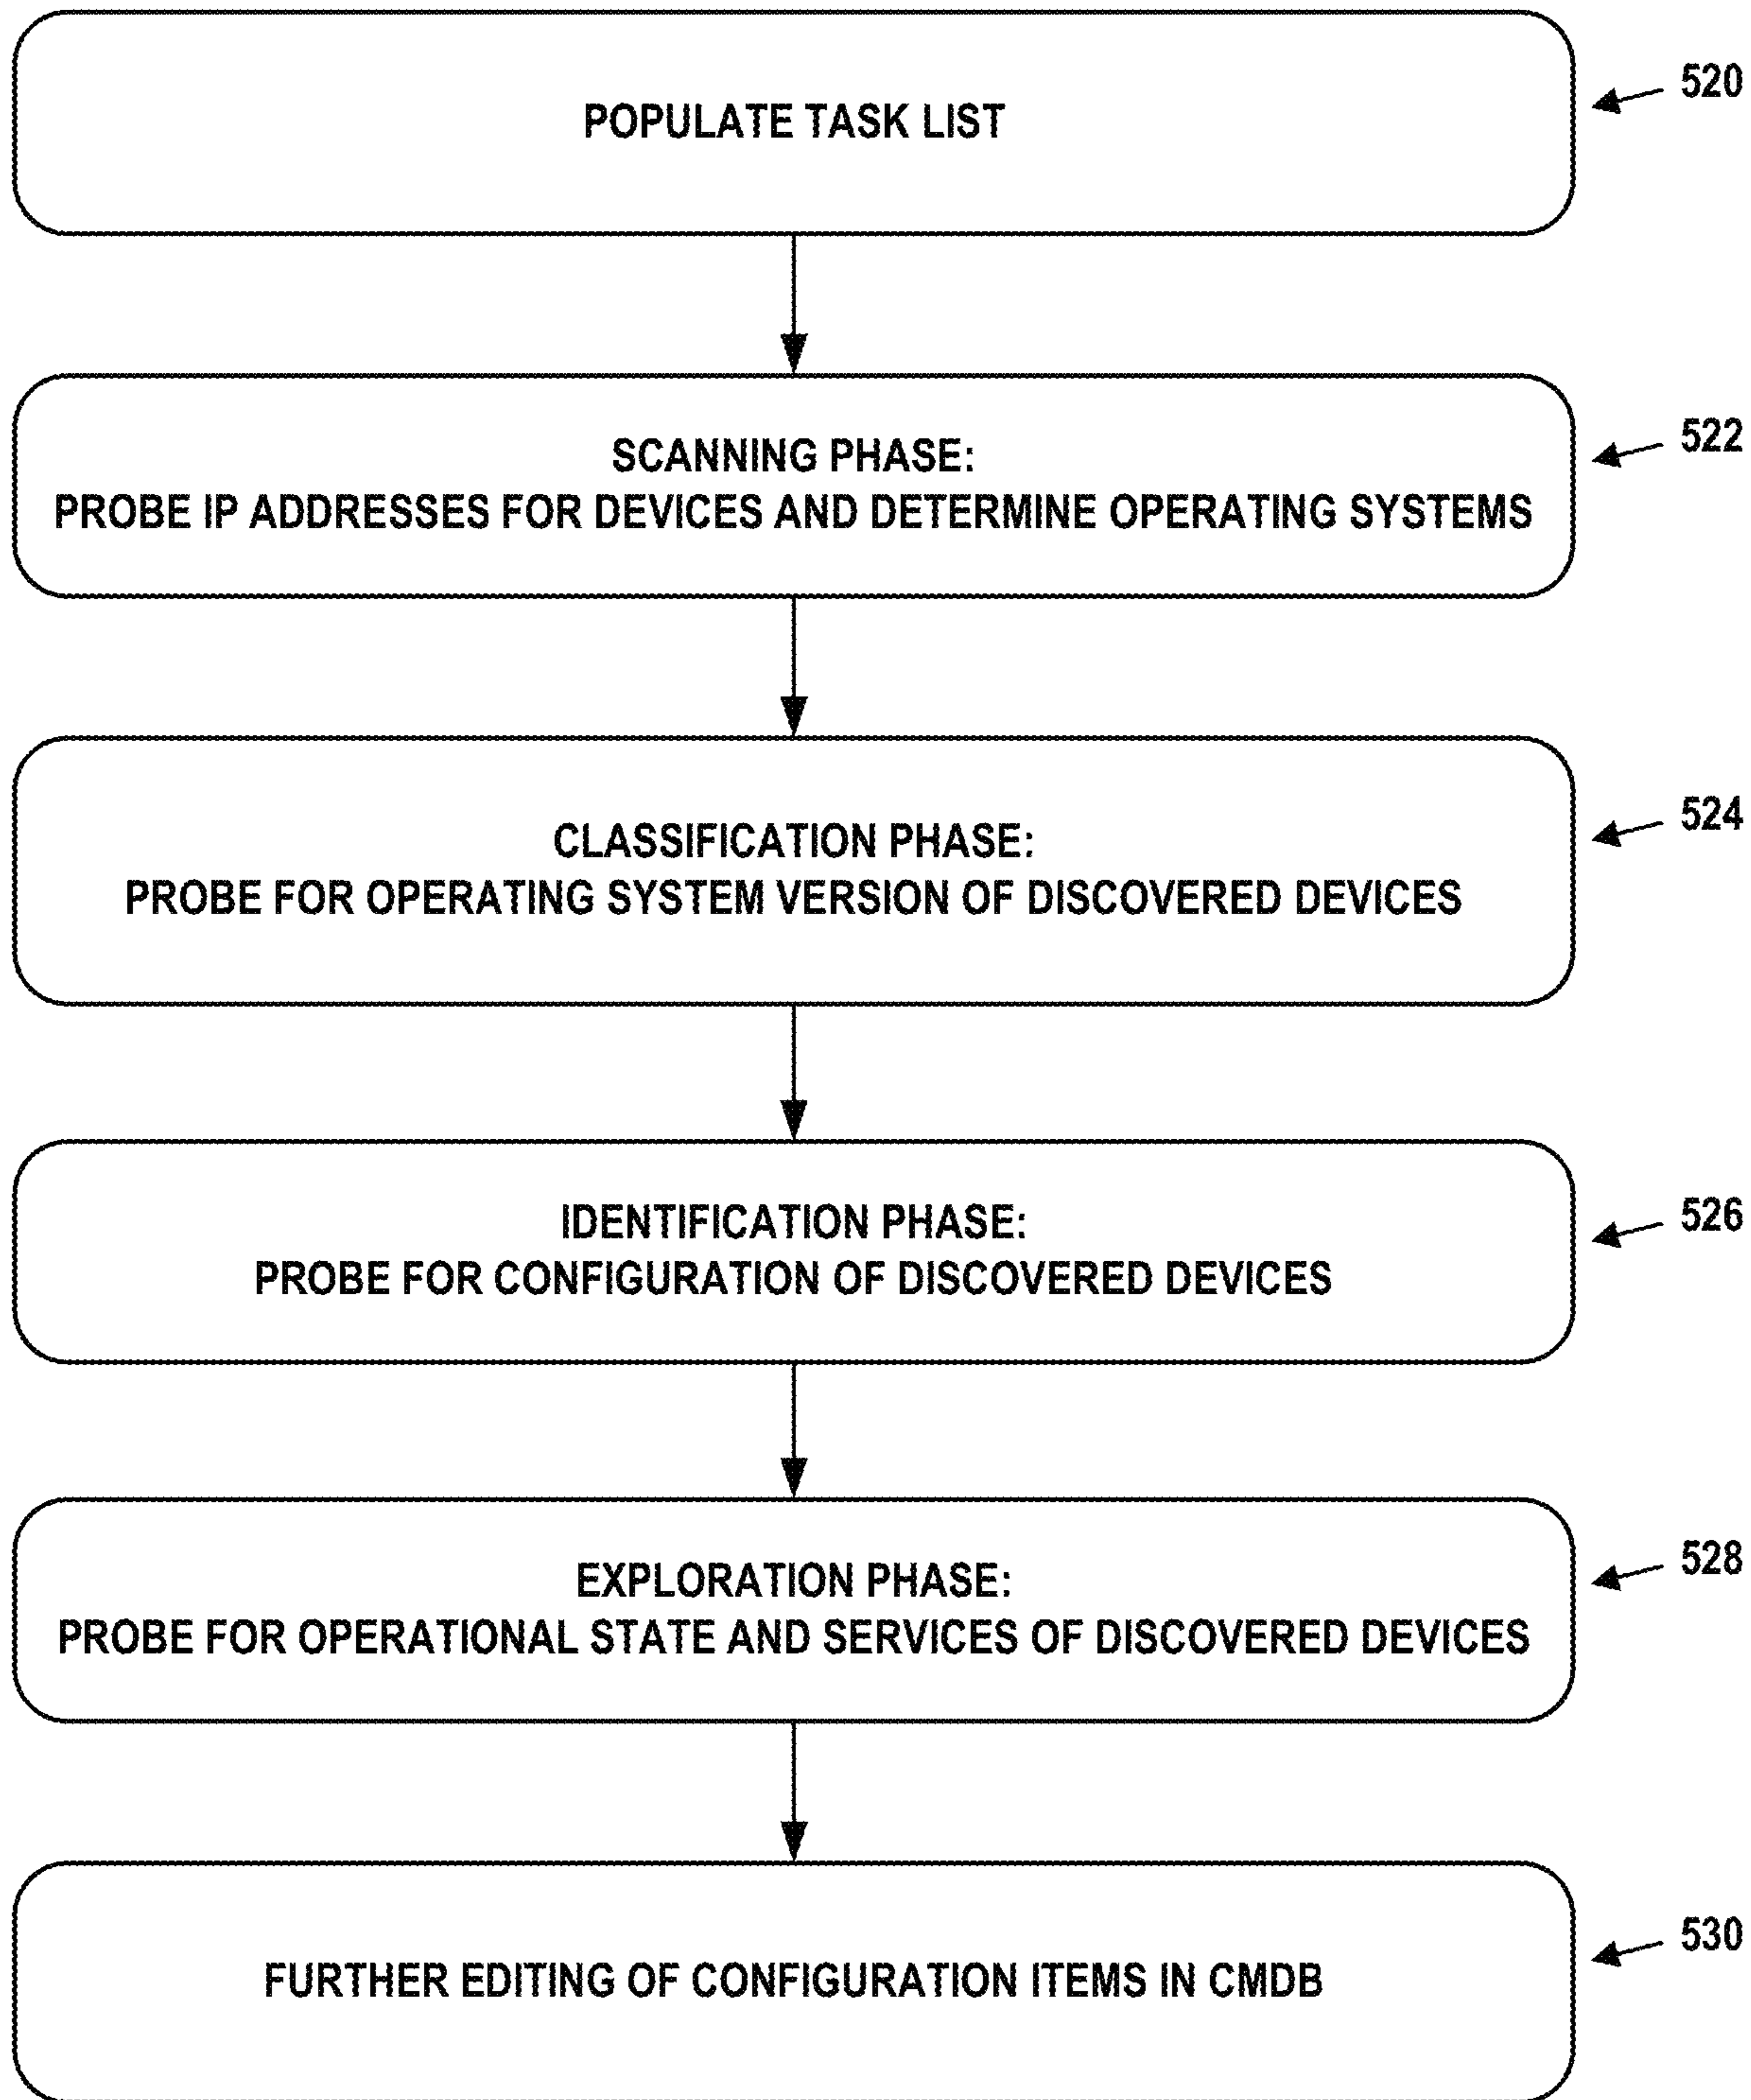 POPULATE TASK LIST
520
SCANNING PHASE:
PROBE IP ADDRESSES FOR DEVICES AND DETERMINE OPERATING SYSTEMS
522
CLASSIFICATION PHASE:
PROBE FOR OPERATING SYSTEM VERSION OF DISCOVERED DEVICES
524
IDENTIFICATION PHASE:
PROBE FOR CONFIGURATION OF DISCOVERED DEVICES
526
EXPLORATION PHASE:
PROBE FOR OPERATIONAL STATE AND SERVICES OF DISCOVERED DEVICES
528
FURTHER EDITING OF CONFIGURATION ITEMS IN CMDB
530